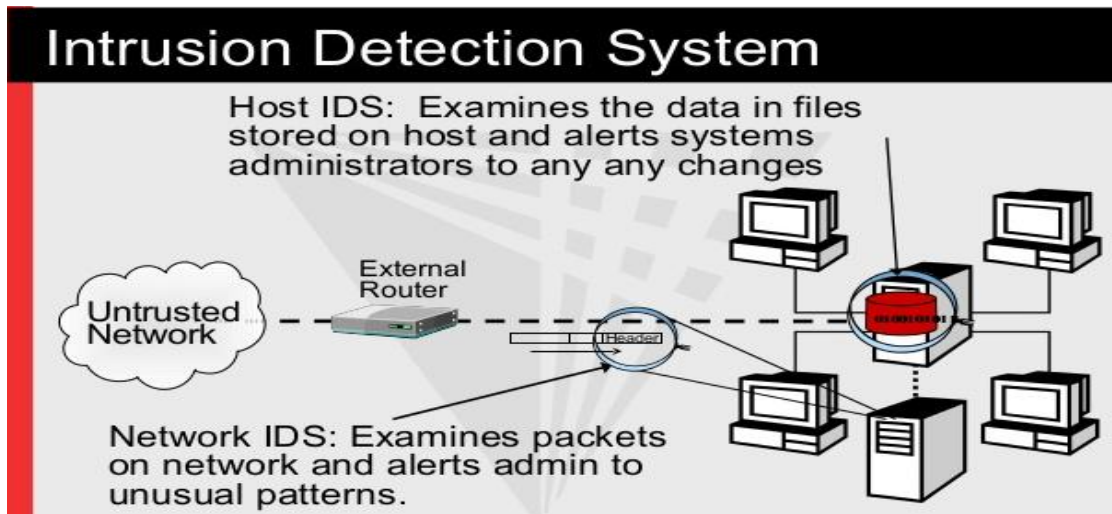 Intrusion Detection System
Host IDS: Examines the data in files
stored on host and alerts systems
administrators to any any changes
External
Router
Untrusted
Network
Header
Network IDS: Examines packets
on network and alerts admin to
unusual patterns.